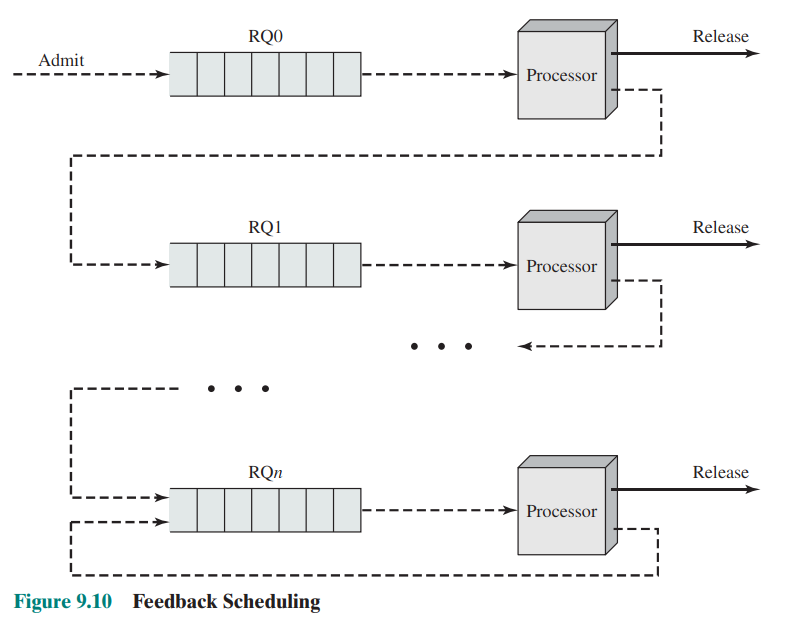 RQ0
Admit
Processor
Release
RQ1
Processor
Release
RQn
Processor
Release
Figure 9.10 Feedback Scheduling